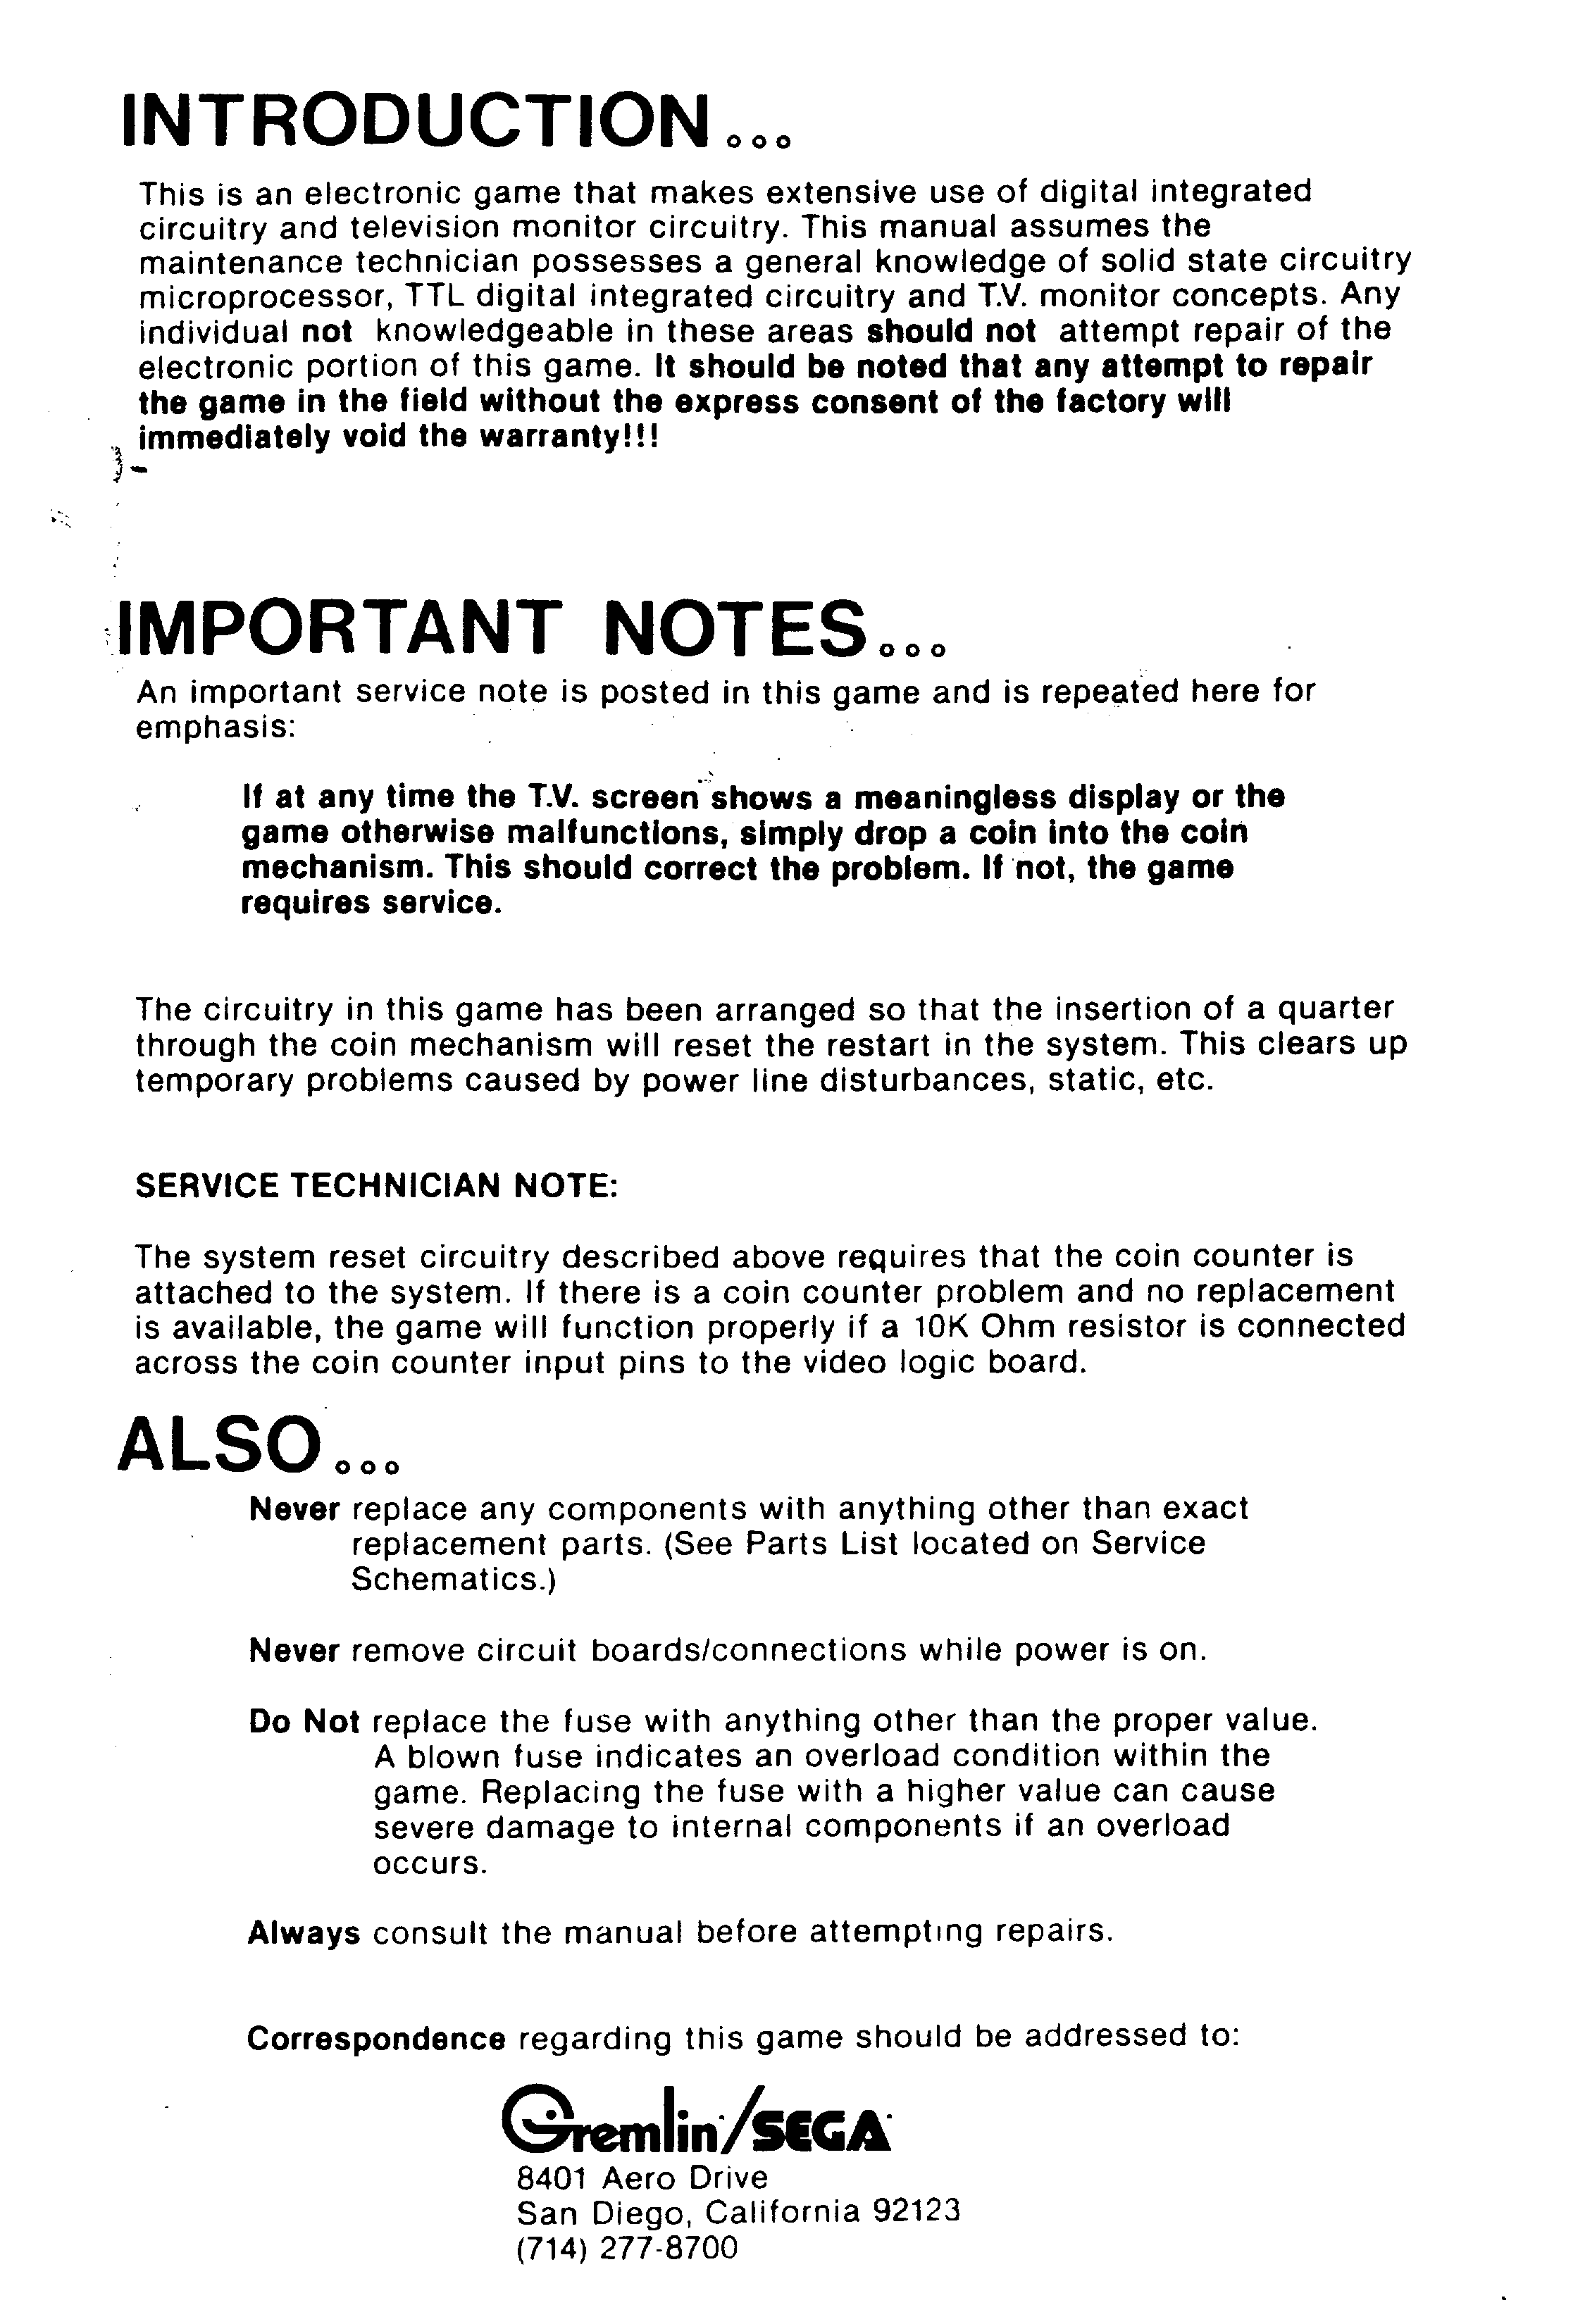 INTRODUCTION...
This is an electronic game that makes extensive use of digital integrated
circuitry and television monitor circuitry. This manual assumes the
maintenance technician possesses a general knowledge of solid state circuitry
microprocessor, TTL digital integrated circuitry and T.V. monitor concepts. Any
individual not knowledgeable in these areas should not attempt repair of the
electronic portion of this game. It should be noted that any attempt to repair
the game in the field without the express consent of the factory will
immediately void the warranty!!!
IMPORTANT NOTES...
An important service note is posted in this game and is repeated here for
emphasis:
If at any time the T.V. screen shows a meaningless display or the
game otherwise malfunctions, simply drop a coin into the coin
mechanism. This should correct the problem. If not, the game
requires service.
The circuitry in this game has been arranged so that the insertion of a quarter
through the coin mechanism will reset the restart in the system. This clears up
temporary problems caused by power line disturbances, static, etc.
SERVICE TECHNICIAN NOTE:
The system reset circuitry described above requires that the coin counter is
attached to the system. If there is a coin counter problem and no replacement
is available, the game will function properly if a 10K Ohm resistor is connected
across the coin counter input pins to the video logic board.
ALSO...
Never replace any components with anything other than exact
replacement parts. (See Parts List located on Service
Schematics.)
Never remove circuit boards/connections while power is on.
Do Not replace the fuse with anything other than the proper value.
A blown fuse indicates an overload condition within the
game. Replacing the fuse with a higher value can cause
severe damage to internal components if an overload
occurs.
Always consult the manual before attempting repairs.
Correspondence regarding this game should be addressed to:
Gremlin/SEGA
8401 Aero Drive
San Diego, California 92123
(714) 277-8700